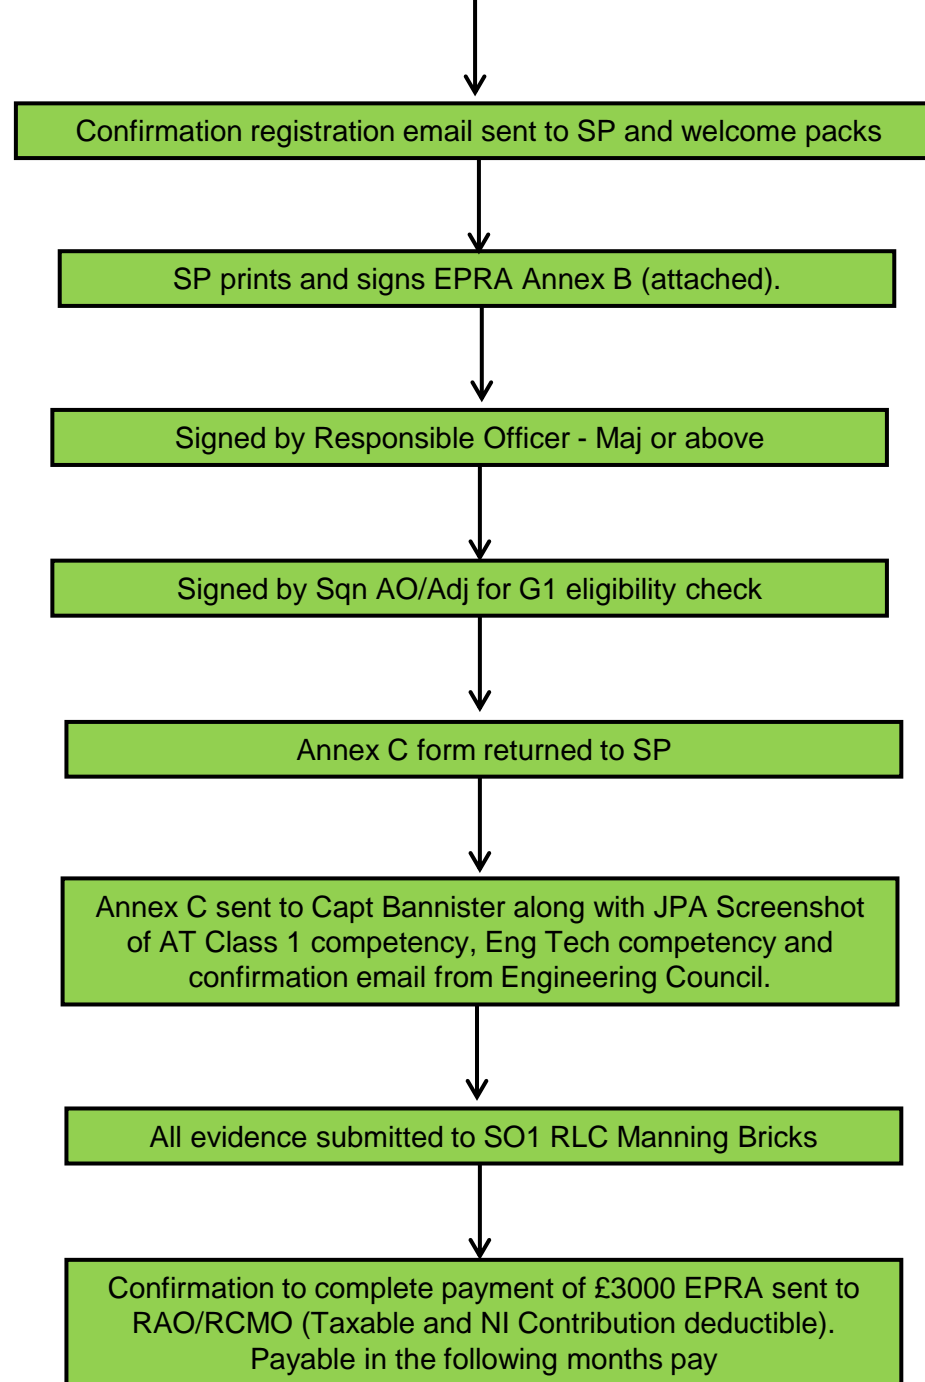 Confirmation registration email sent to SP and welcome packs
SP prints and signs EPRA Annex B (attached).
Signed by Responsible Officer - Maj or above
Signed by Sqn AO/Adj for G1 eligibility check
Annex C form returned to SP
Annex C sent to Capt Bannister along with JPA Screenshot
of AT Class 1 competency, Eng Tech competency and
confirmation email from Engineering Council.
All evidence submitted to SO1 RLC Manning Bricks
Confirmation to complete payment of £3000 EPRA sent to
RAO/RCMO (Taxable and NI Contribution deductible).
Payable in the following months pay